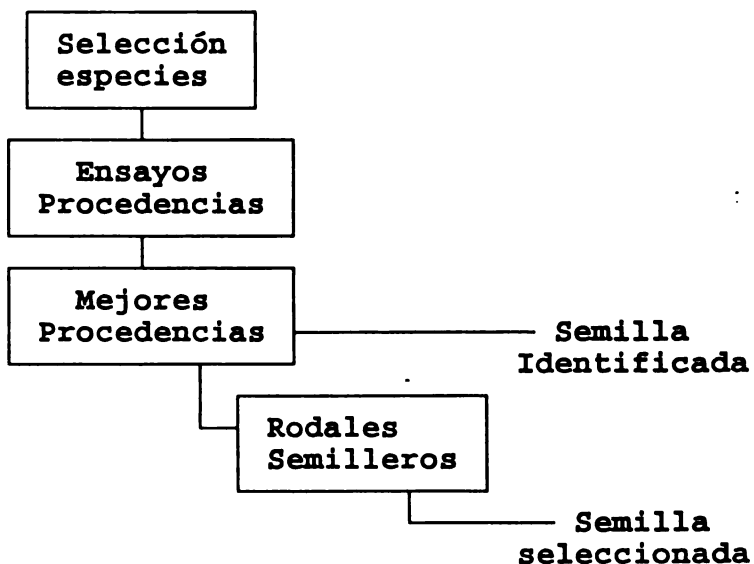 Selección
especies
Ensayos
Procedencias
Mejores
Procedencias
Semilla
Identificada
Rodales
Semilleros
Semilla
seleccionada